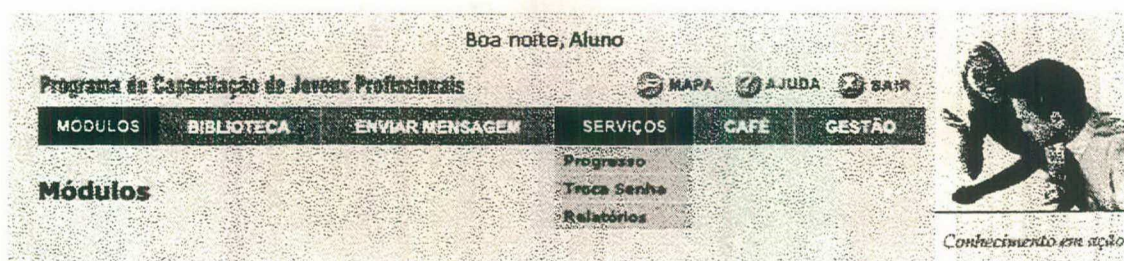 Boa noite, Aluno
Programa de Capacitação de Jovens Profissionais
MAPA AJUDA SAIR
MÓDULOS BIBLIOTECA ENVIAR MENSAGEM SERVIÇOS CAFÉ GESTÃO
Progresso
Módulos
Troca Senha
Relatórios
Conhecimento em ação